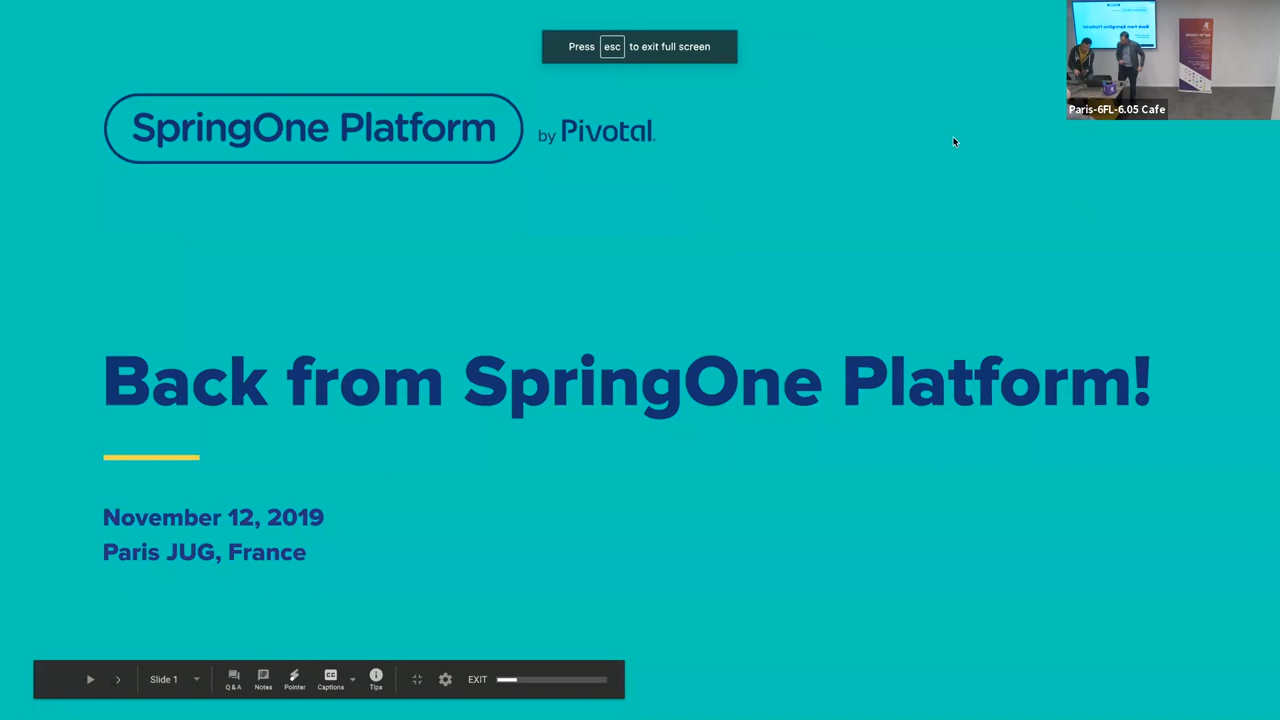 Press esc to exit full screen
SpringOne Platform by Pivotal.
Paris-6FL-6.05 Cafe
Back from SpringOne Platform!
November 12, 2019
Paris JUG, France
Slide 1
Q&A
Notes
Pointer
CC
Captions
Tips
EXIT